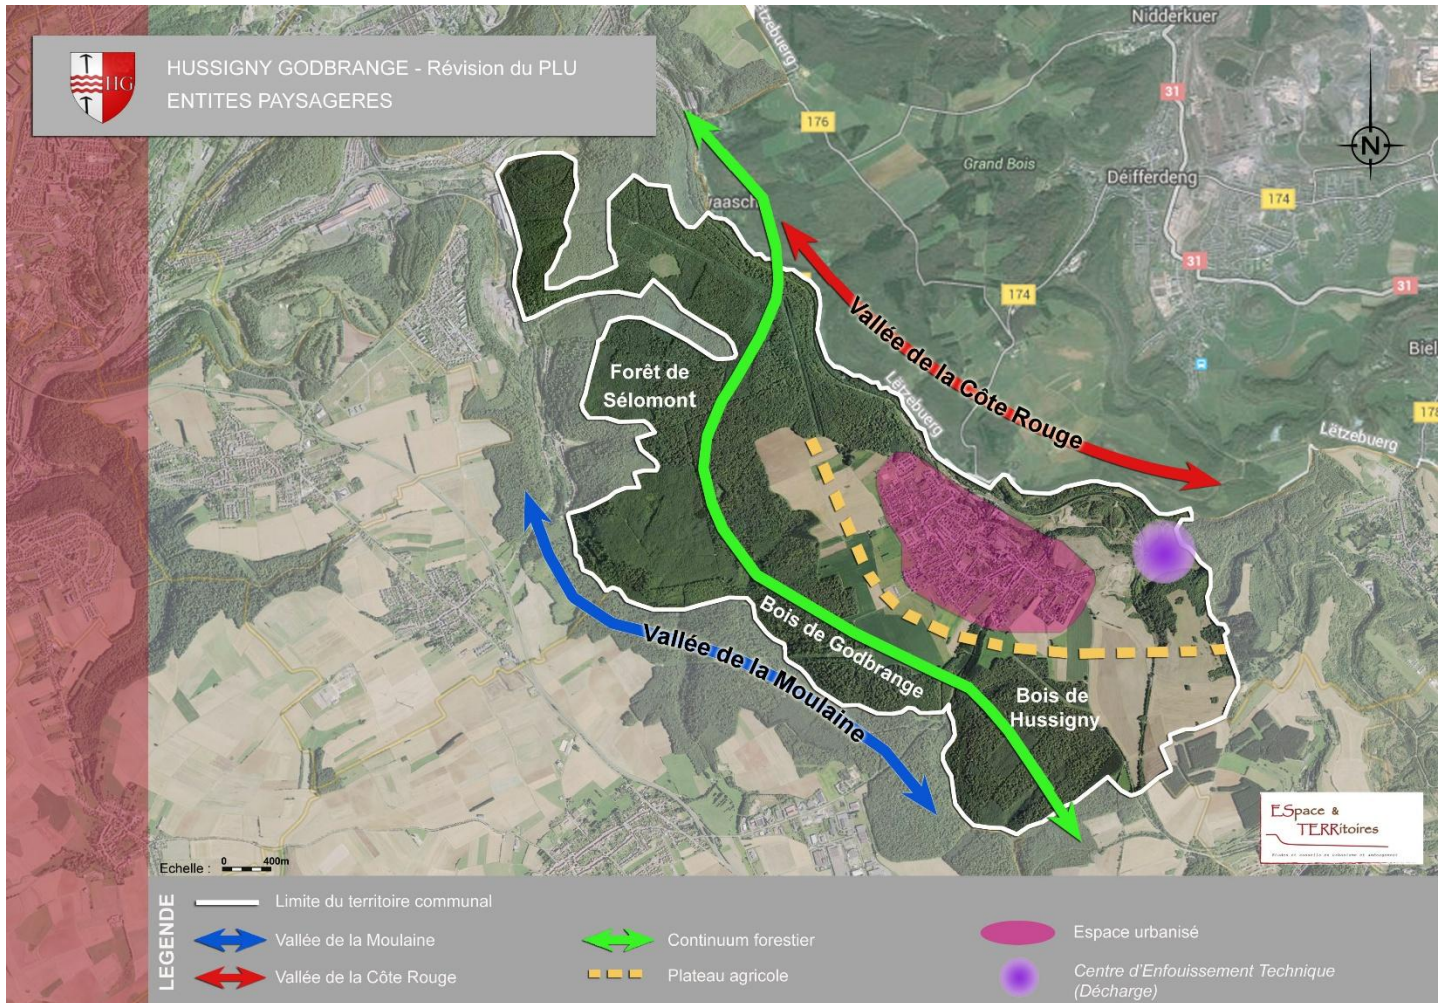 HG
HUSSIGNY GODBRANGE - Révision du PLU
ENTITES PAYSAGERES
Lëtzebuerg
Nidderkuer
31
176
N
Grand Bois
Déifferdeng
174
vaasch
31
174
31
Vallée de la Côte Rouge
Biel
Forêt de
Sélomont
Lëtzebuerg
178
Lëtzebuerg
Bois de Godbrange
Vallée de la Moulaine
Bois de
Hussigny
ESpace &
TERRitoires
Echelle :
0 400m
LEGENDE
Limite du territoire communal
Vallée de la Moulaine
Vallée de la Côte Rouge
Continuum forestier
Plateau agricole
Espace urbanisé
Centre d'Enfouissement Technique
(Décharge)